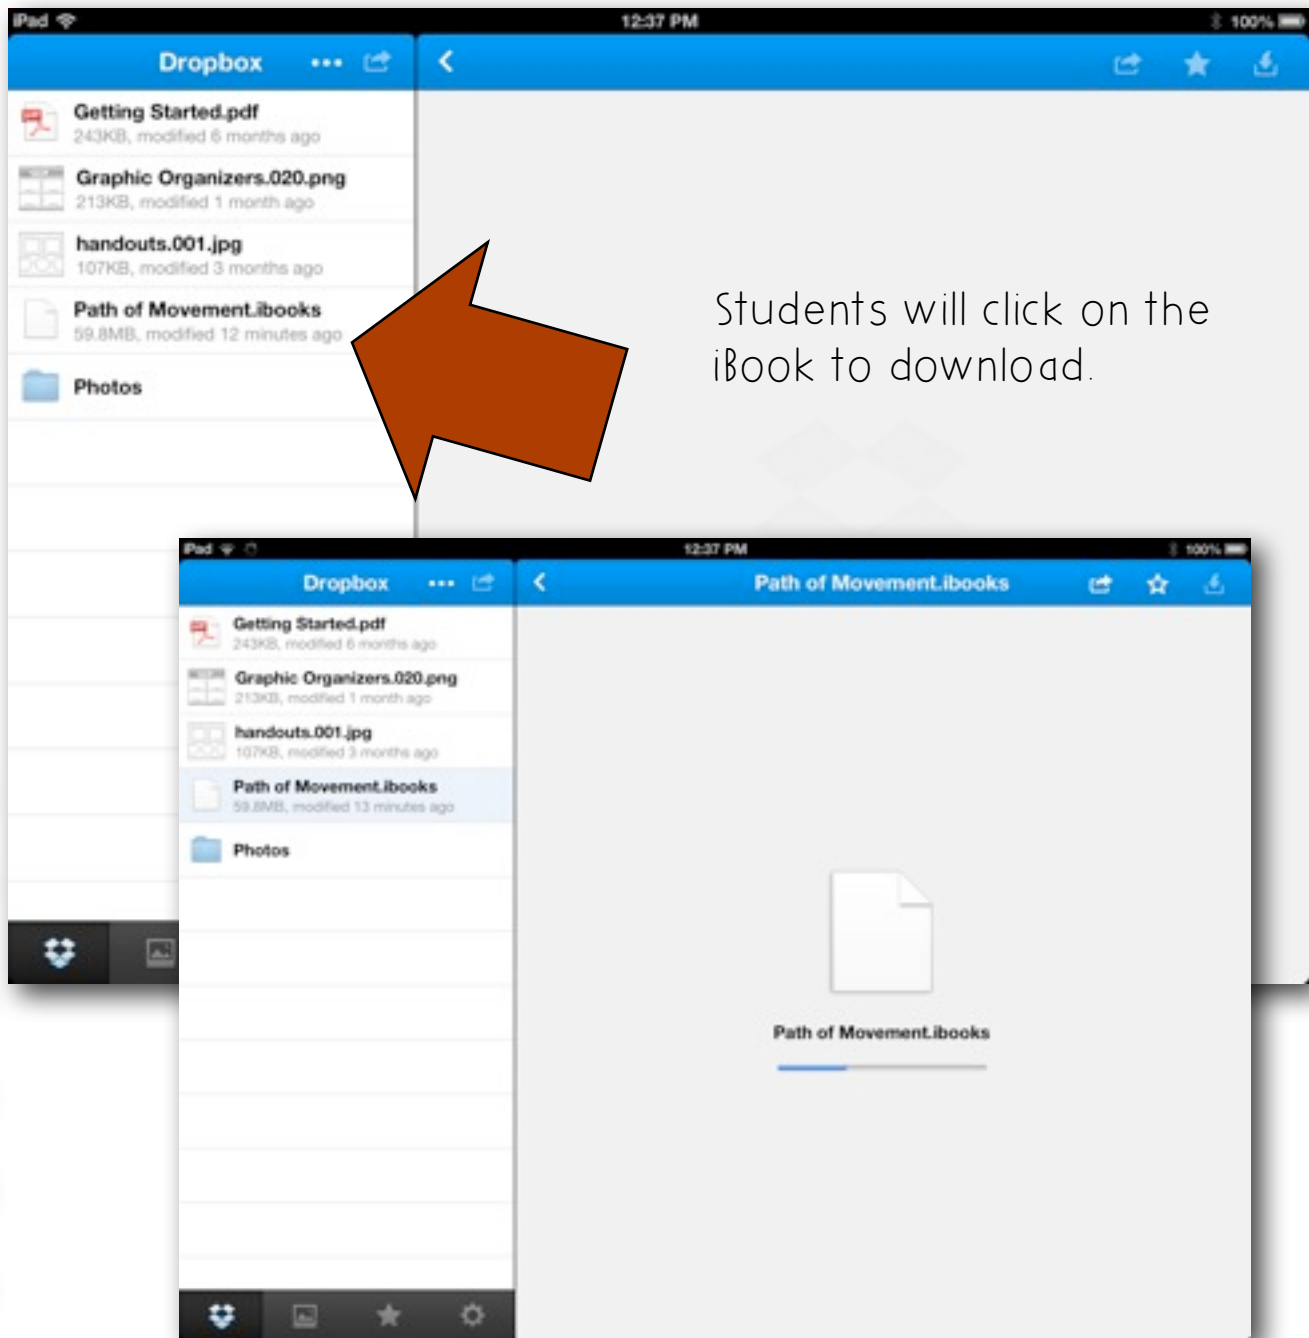 iPad
12:37 PM
100%
Dropbox
Getting Started.pdf
243KB, modified 6 months ago
Graphic Organizers.020.png
213KB, modified 1 month ago
handouts.001.jpg
107KB, modified 3 months ago
Path of Movement.ibooks
59.8MB, modified 12 minutes ago
Photos
Students will click on the
iBook to download.
iPad
12:37 PM
100%
Dropbox
Path of Movement.ibooks
Getting Started.pdf
243KB, modified 6 months ago
Graphic Organizers.020.png
213KB, modified 1 month ago
handouts.001.jpg
107KB, modified 3 months ago
Path of Movement.ibooks
59.8MB, modified 13 minutes ago
Photos
Path of Movement.ibooks